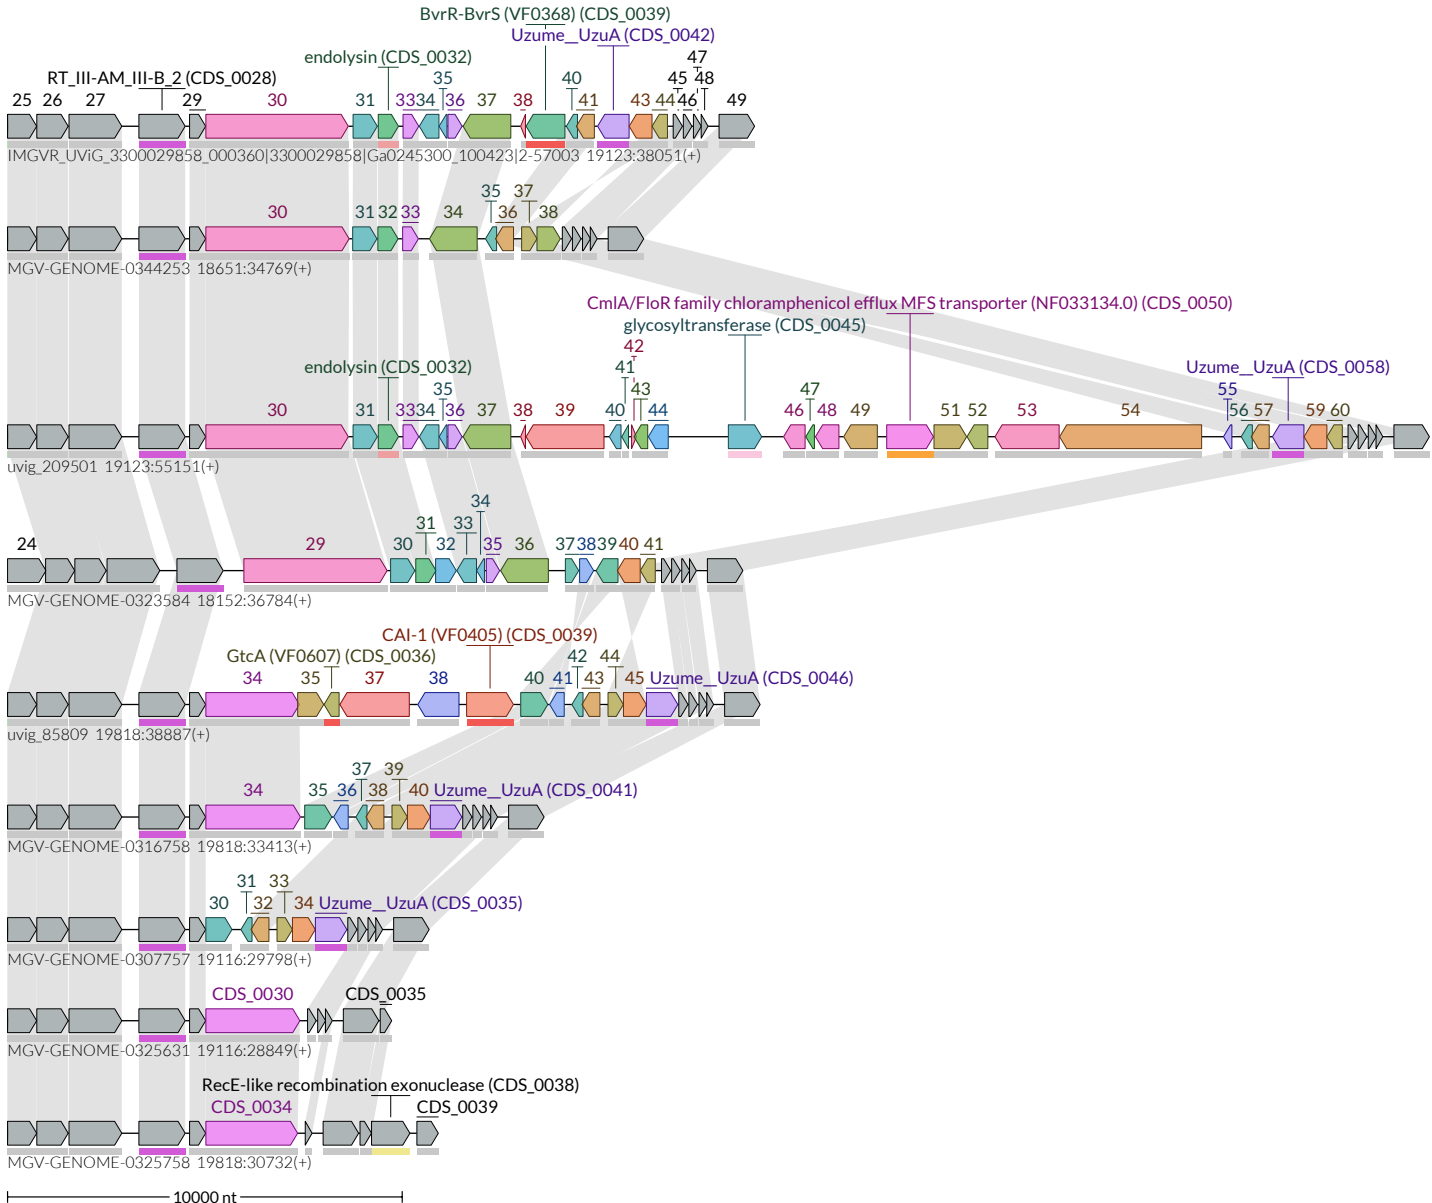 BvrR-BvrS (VF0368) (CDS_0039)
Uzume__UzuA (CDS_0042)
endolysin (CDS_0032) 47
RT_III-AM_III-B_2 (CDS_0028) 35 40 45 48
25 26 27 29 30 31 33 34 36 37 38 41 43 44 46 49
IMGVR_UViG_3300029858_000360|3300029858|Ga0245300_100423|2-57003 19123:38051(+)
35 37
30 31 32 33 34 36 38
MGV-GENOME-0344253 18651:34769(+)
CmlA/FloR family chloramphenicol efflux MFS transporter (NF033134.0) (CDS_0050)
glycosyltransferase (CDS_0045)
42
endolysin (CDS_0032) 41 Uzume__UzuA (CDS_0058)
35 43 47 55
30 31 33 34 36 37 38 39 40 44 46 48 49 51 52 53 54 56 57 59 60
uvig_209501 19123:55151(+)
34
31 33
24 29 30 32 35 36 37 38 39 40 41
MGV-GENOME-0323584 18152:36784(+)
CAI-1 (VF0405) (CDS_0039)
GtcA (VF0607) (CDS_0036) 42 44
34 35 37 38 40 41 43 45 Uzume__UzuA (CDS_0046)
uvig_85809 19818:38887(+)
37 39
34 35 36 38 40 Uzume__UzuA (CDS_0041)
MGV-GENOME-0316758 19818:33413(+)
31 33
30 32 34 Uzume__UzuA (CDS_0035)
MGV-GENOME-0307757 19116:29798(+)
CDS_0030 CDS_0035
MGV-GENOME-0325631 19116:28849(+)
RecE-like recombination exonuclease (CDS_0038)
CDS_0034 CDS_0039
MGV-GENOME-0325758 19818:30732(+)
10000 nt